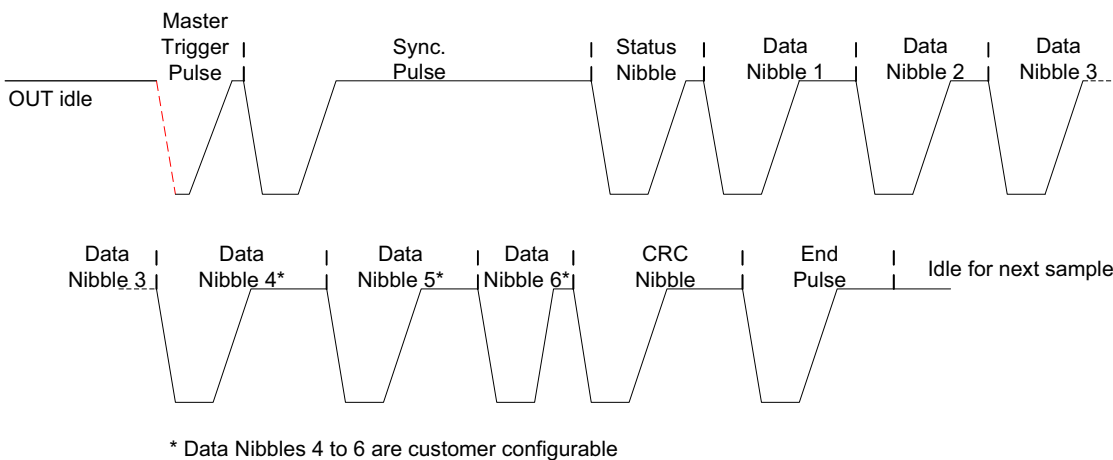 Master
Trigger
Pulse
Sync.
Pulse
Status
Nibble
Data
Nibble 1
Data
Nibble 2
Data
Nibble 3
OUT idle
Data
Nibble 3
Data
Nibble 4*
Data
Nibble 5*
Data
Nibble 6*
CRC
Nibble
End
Pulse
Idle for next sample
* Data Nibbles 4 to 6 are customer configurable